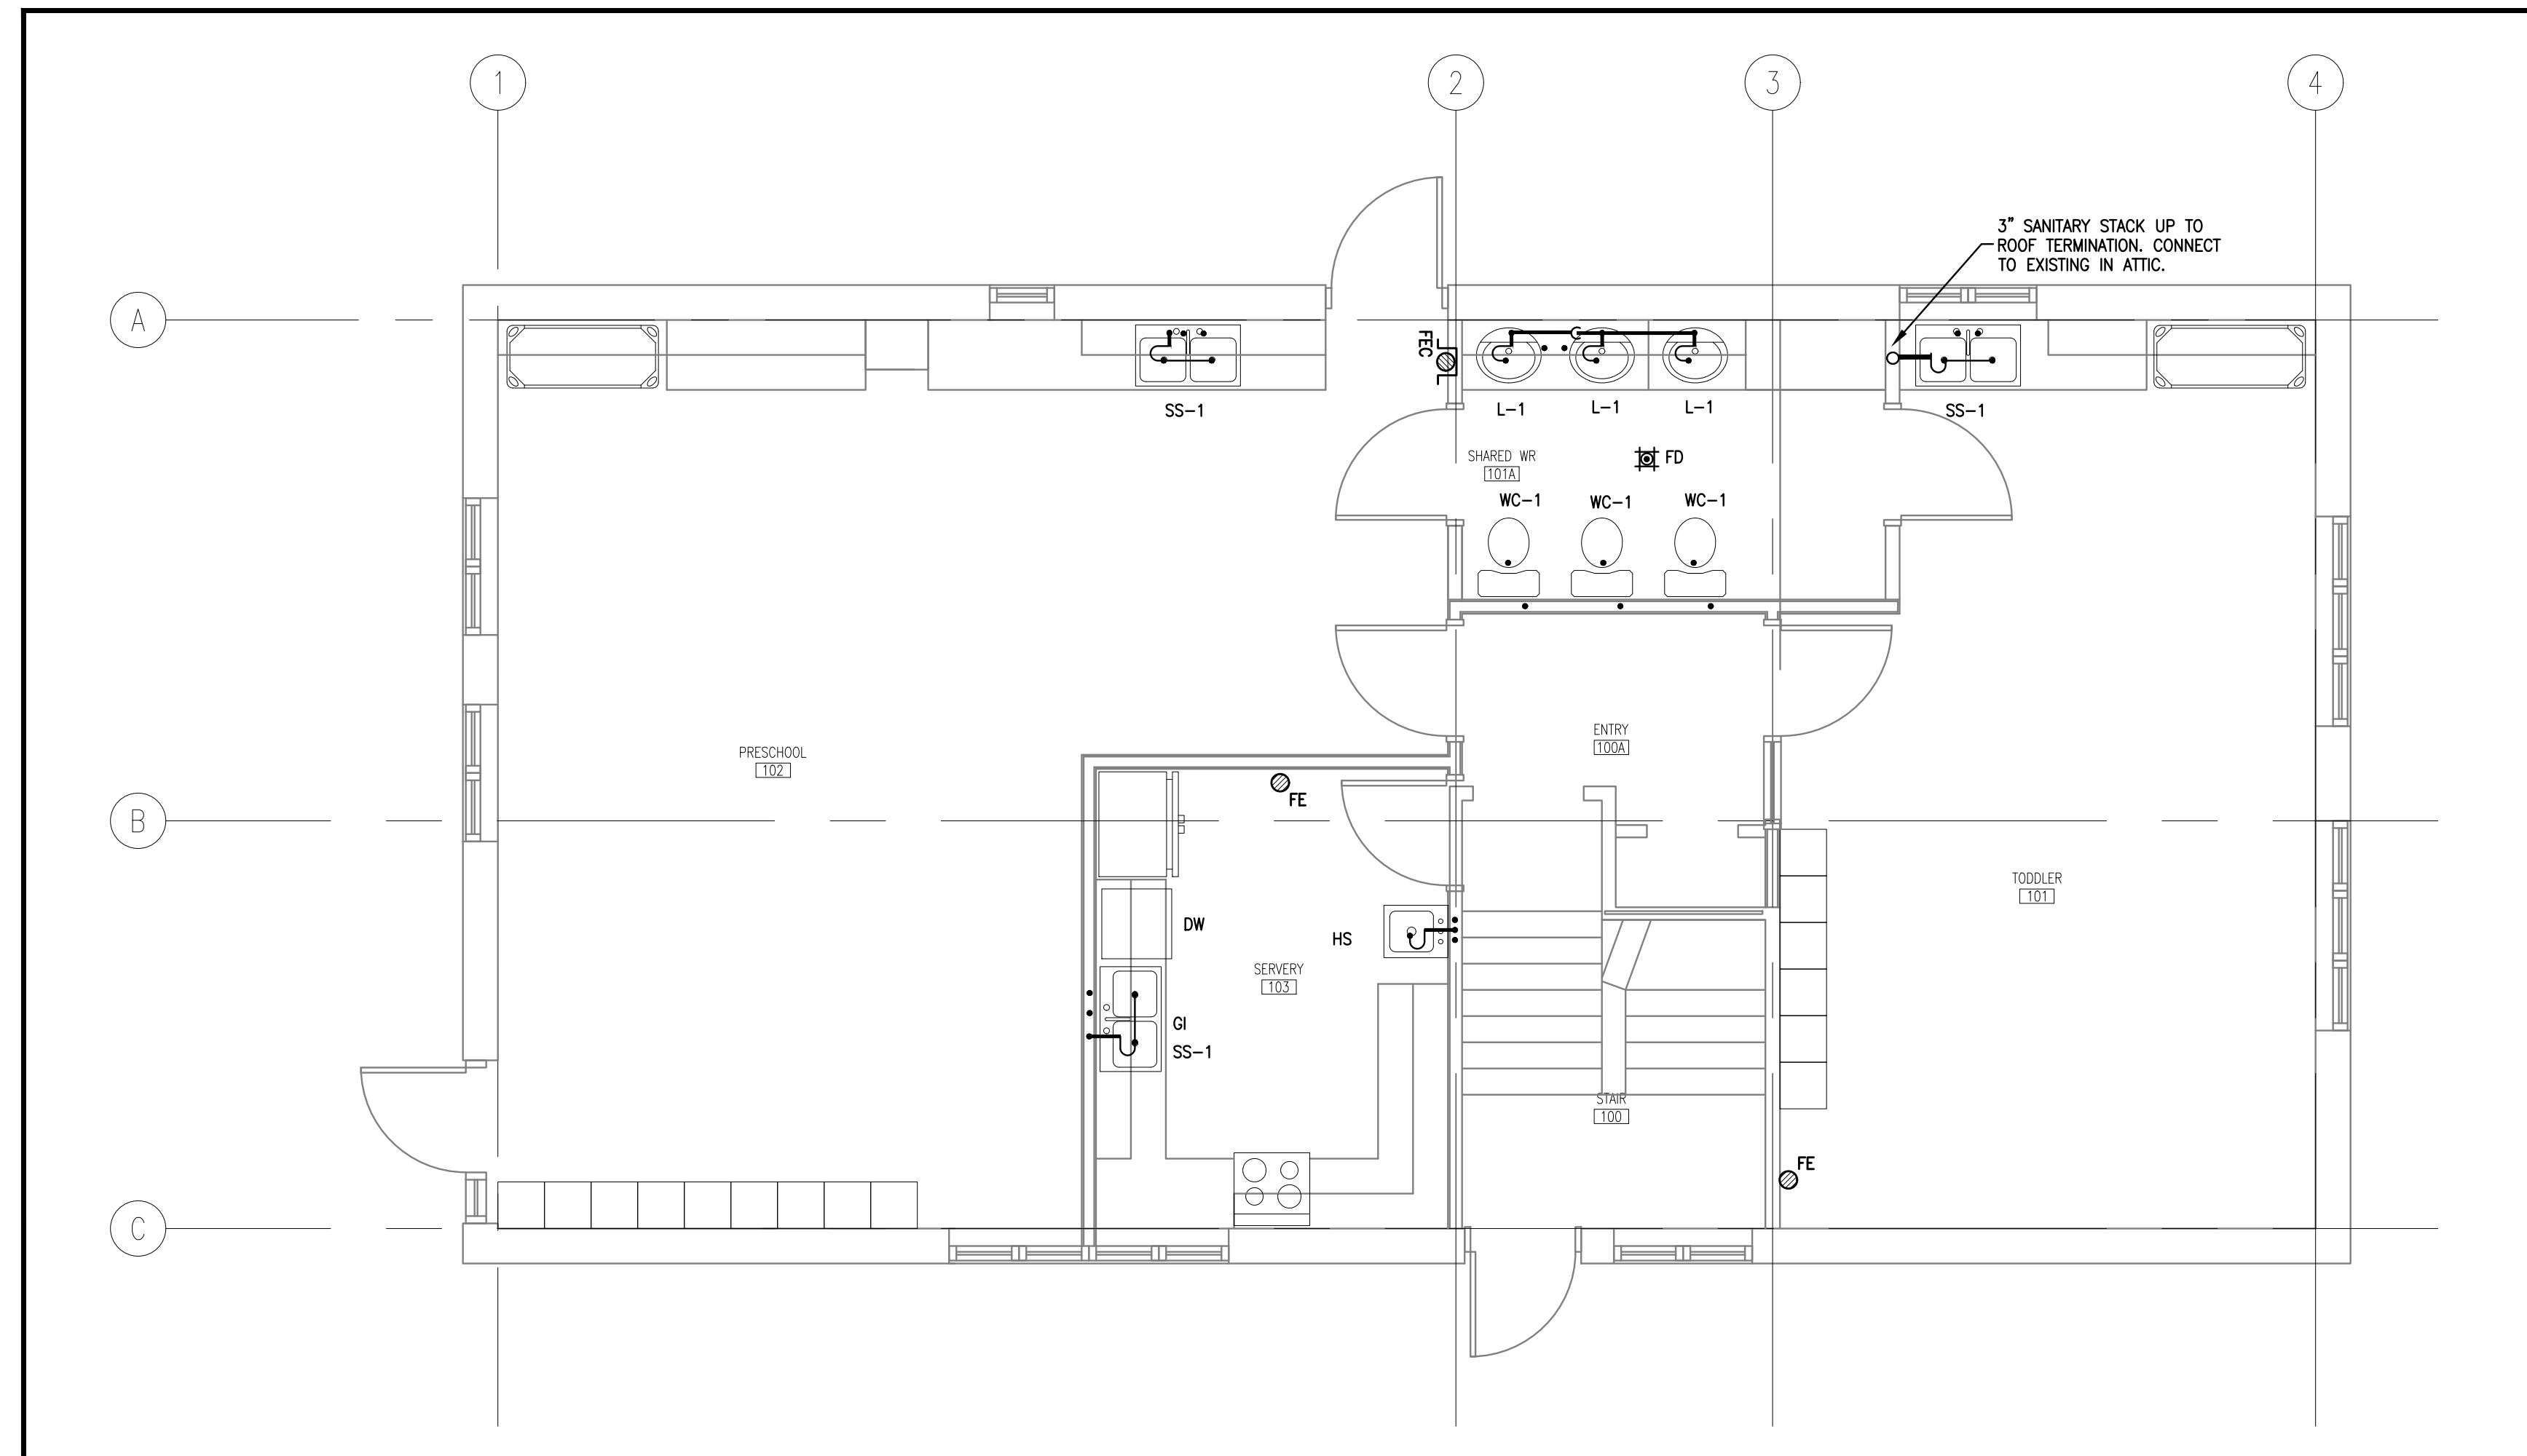 1
2
3
4
3" SANITARY STACK UP TO
ROOF TERMINATION. CONNECT
TO EXISTING IN ATTIC.
A
FEC
SS-1
L-1
L-1
L-1
SS-1
SHARED WR
101A
FD
WC-1
WC-1
WC-1
ENTRY
100A
PRESCHOOL
102
FE
B
TODDLER
101
DW
HS
SERVERY
103
GI
SS-1
STAIR
100
FE
C